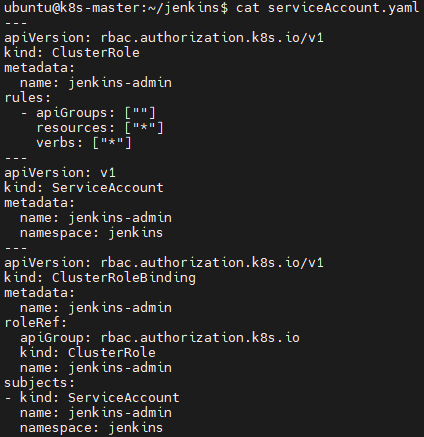 ubuntu@k8s-master:~/jenkins$ cat serviceAccount.yaml
---
apiVersion: rbac.authorization.k8s.io/v1
kind: ClusterRole
metadata:
  name: jenkins-admin
rules:
  - apiGroups: [""]
    resources: ["*"]
    verbs: ["*"]
---
apiVersion: v1
kind: ServiceAccount
metadata:
  name: jenkins-admin
  namespace: jenkins
---
apiVersion: rbac.authorization.k8s.io/v1
kind: ClusterRoleBinding
metadata:
  name: jenkins-admin
roleRef:
  apiGroup: rbac.authorization.k8s.io
  kind: ClusterRole
  name: jenkins-admin
subjects:
- kind: ServiceAccount
  name: jenkins-admin
  namespace: jenkins